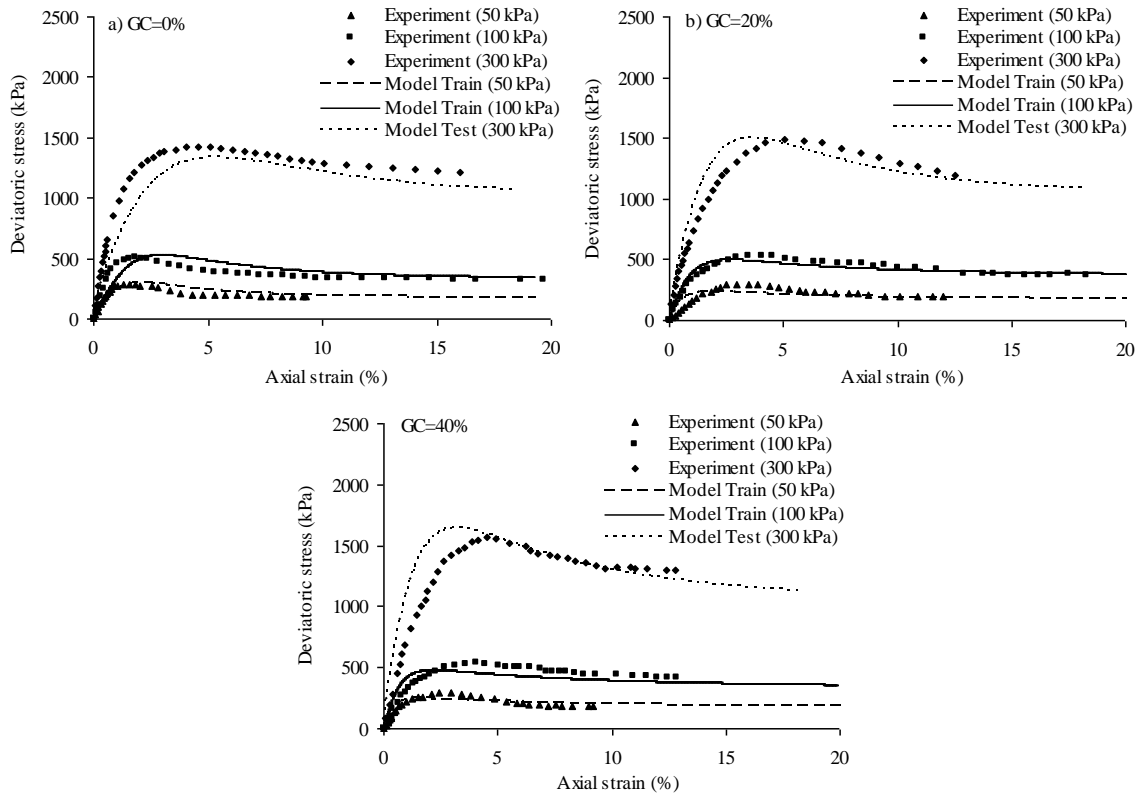 a) GC=0%
Experiment (50 kPa)
Experiment (100 kPa)
Experiment (300 kPa)
Model Train (50 kPa)
Model Train (100 kPa)
Model Test (300 kPa)
Deviatoric stress (kPa)
2500
2000
1500
1000
500
0
0 5 10 15 20
Axial strain (%)
b) GC=20%
Experiment (50 kPa)
Experiment (100 kPa)
Experiment (300 kPa)
Model Train (50 kPa)
Model Train (100 kPa)
Model Test (300 kPa)
Deviatoric stress (kPa)
2500
2000
1500
1000
500
0
0 5 10 15 20
Axial strain (%)
GC=40%
Experiment (50 kPa)
Experiment (100 kPa)
Experiment (300 kPa)
Model Train (50 kPa)
Model Train (100 kPa)
Model Test (300 kPa)
Deviatoric stress (kPa)
2500
2000
1500
1000
500
0
0 5 10 15 20
Axial strain (%)